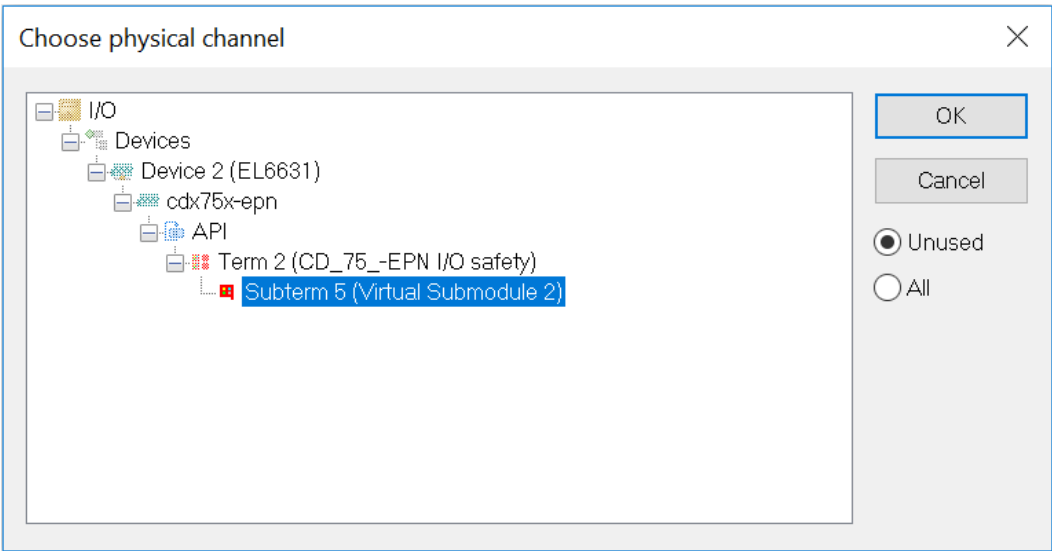 Choose physical channel
I/O
Devices
Device 2 (EL6631)
cdx75x-epn
API
Term 2 (CD_75_-EPN I/O safety)
Subterm 5 (Virtual Submodule 2)
OK
Cancel
Unused
All